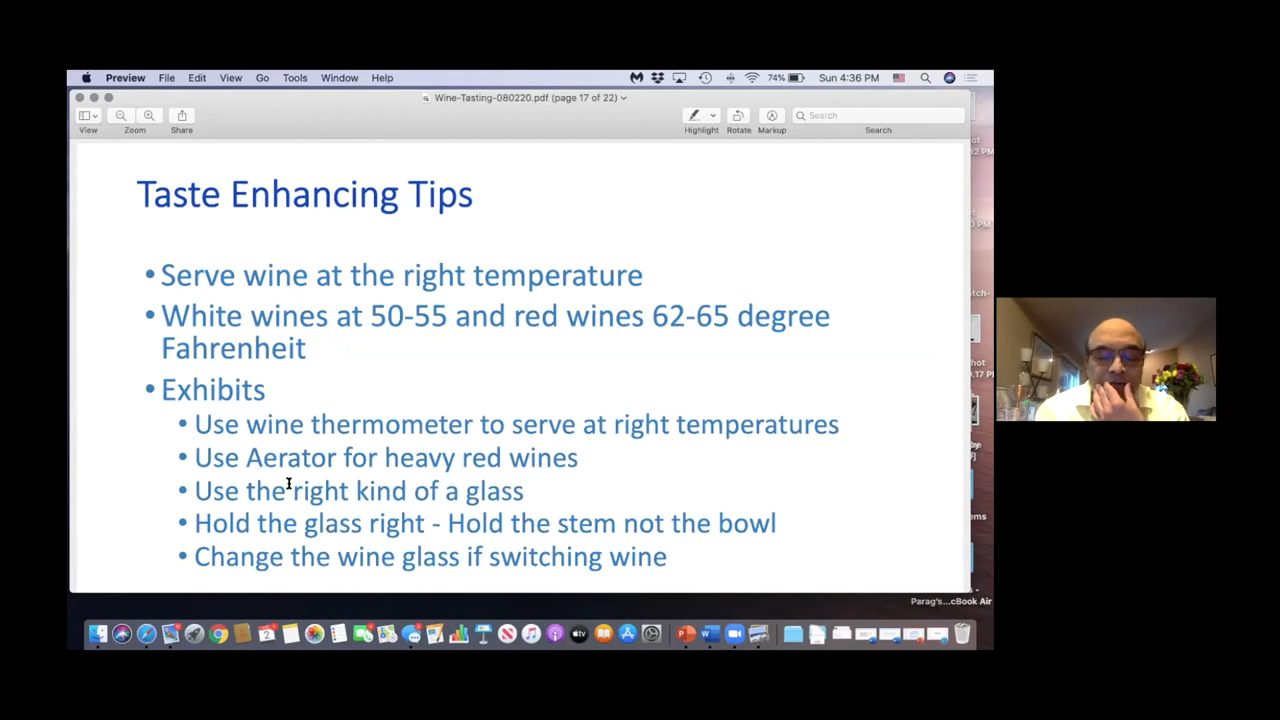 Preview File Edit View Go Tools Window Help 74% Sun 4:36 PM
Wine-Tasting-080220.pdf (page 17 of 22)
Search
View Zoom Share Highlight Rotate Markup Search
Taste Enhancing Tips
•Serve wine at the right temperature
•White wines at 50-55 and red wines 62-65 degree
Fahrenheit
•Exhibits
• Use wine thermometer to serve at right temperatures
• Use Aerator for heavy red wines
• Use the right kind of a glass
• Hold the glass right - Hold the stem not the bowl
• Change the wine glass if switching wine
Parag's...cBook Air